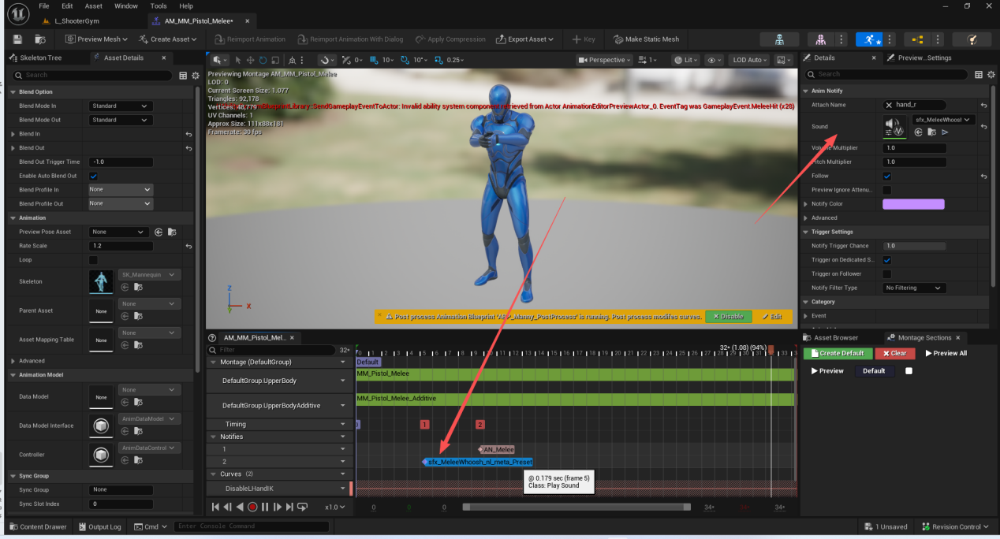 File Edit Asset Window Tools Help
L_ShooterGym
AM_MM_Pistol_Melee*
Preview Mesh
Create Asset
Reimport Animation
Reimport Animation With Dialog
Apply Compression
Export Asset
Key
Make Static Mesh
Skeleton Tree
Asset Details
Search
Blend Option
Blend Mode In Standard
Blend Mode Out Standard
Blend In
Blend Out
Blend Out Trigger Time -1.0
Enable Auto Blend Out
Blend Profile In None
Blend Profile Out None
Animation
Preview Pose Asset None
Rate Scale 1.2
Loop
Skeleton SK_Mannequin
Parent Asset None None
Asset Mapping Table None None
Advanced
Animation Model
Data Model None None
Data Model Interface AnimDataModel
Controller AnimDataControl
Sync Group
Sync Group None
Sync Slot Index 0
0 10 10° 0.25
Perspective 1 Lit LOD Auto
Previewing Montage AM_MM_Pistol_Melee
LOD: 0
Current Screen Size: 1.077
Triangles: 92,178
Vertices: 48,779
BlueprintLibrary::SendGameplayEventToActor: Invalid ability system component retrieved from Actor AnimationEditorPreviewActor_0. EventTag was GameplayEvent.MeleeHit (x28)
UV Channels: 1
Approx Size: 111x88x181
Framerate: 30 fps
Z
X
Y
Post process Animation Blueprint 'ABP_Manny_PostProcess' is running. Post process modifes curves.
Disable
Edit
AM_MM_Pistol_Mel...
Filter
32*
32* (1.08) (94%)
0 1 2 3 4 5 6 7 8 9 10 11 12 13 14 15 16 17 18 19 20 21 22 23 24 25 26 27 28 29 30 31 33
Montage (DefaultGroup)
Default
DefaultGroup.UpperBody
MM_Pistol_Melee
DefaultGroup.UpperBodyAdditive
MM_Pistol_Melee_Additive
Timing
1 2
Notifies
1
AN_Melee
2
sfx_MeleeWhoosh_nl_meta_Preset
Curves (2)
DisableLHandIK
@ 0.179 sec (frame 5)
Class: Play Sound
x1.0
0 0 0 34* 34* 34*
Details
Preview...Settings
Search
Anim Notify
Attach Name hand_r
Sound sfx_MeleeWhoosh
Volume Multiplier 1.0
Pitch Multiplier 1.0
Follow
Preview Ignore Attenu...
Notify Color
Advanced
Trigger Settings
Notify Trigger Chance 1.0
Trigger on Dedicated S...
Trigger on Follower
Notify Filter Type No Filtering
Category
Event
Asset Browser
Montage Sections
Create Default
Clear
Preview All
Preview
Default
Content Drawer
Output Log
Cmd
Enter Console Command
1 Unsaved
Revision Control